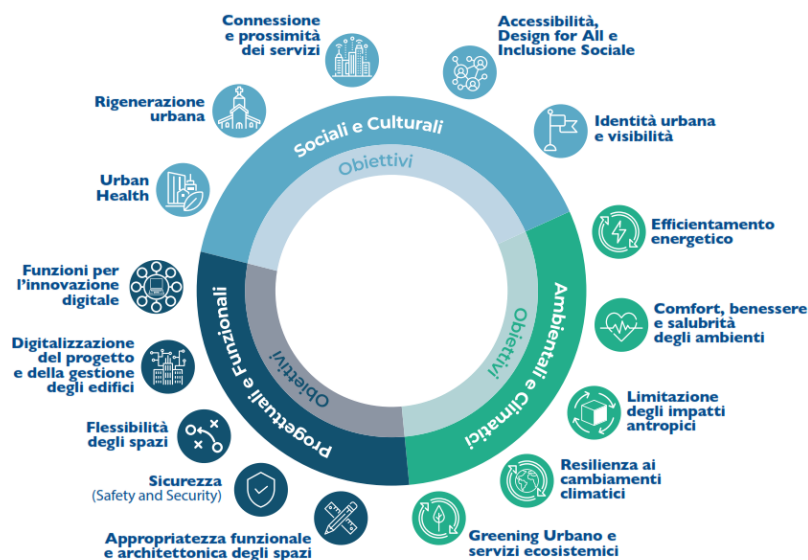 Connessione
e prossimità
dei servizi
Accessibilità,
Design for All e
Inclusione Sociale
Rigenerazione
urbana
Identità urbana
e visibilità
Urban
Health
Sociali e Culturali
Obiettivi
Efficientamento
energetico
Funzioni per
l'innovazione
digitale
Comfort, benessere
e salubrità
degli ambienti
Ambientali e Climatici
Obiettivi
Progettuali e Funzionali
Obiettivi
Digitalizzazione
del progetto
e della gestione
degli edifici
Limitazione
degli impatti
antropici
Flessibilità
degli spazi
Resilienza ai
cambiamenti
climatici
Sicurezza
(Safety and Security)
Appropriatezza funzionale
e architettonica degli spazi
Greening Urbano e
servizi ecosistemici